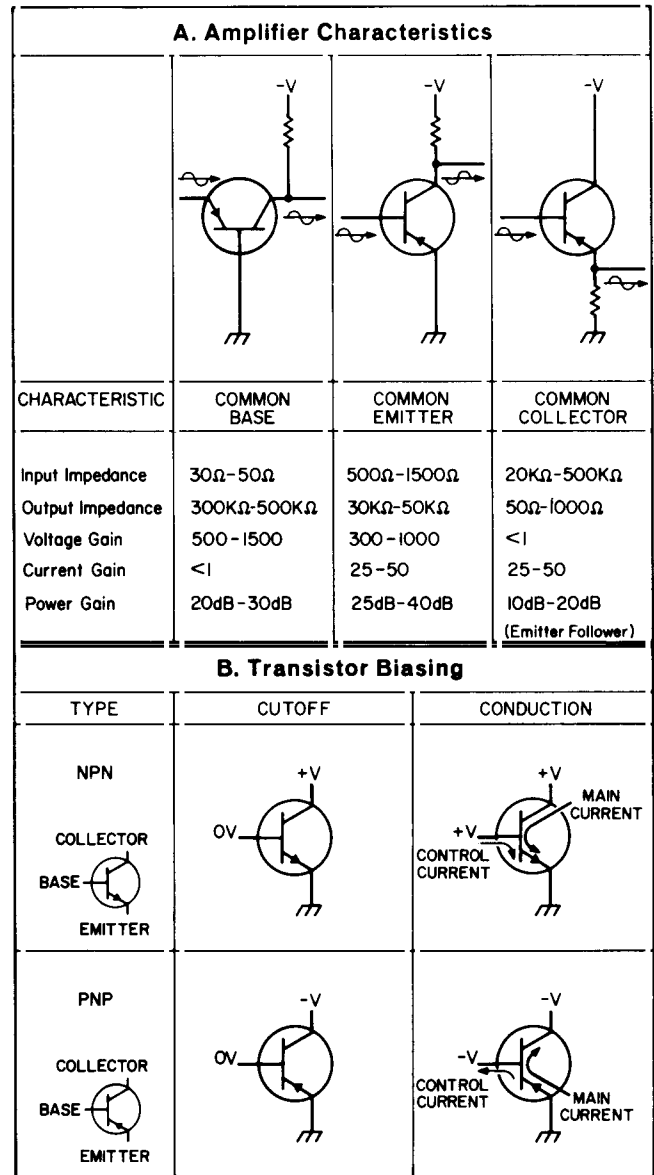 A. Amplifier Characteristics
-V -V -V
CHARACTERISTIC COMMON BASE COMMON EMITTER COMMON COLLECTOR
Input Impedance 30Ω-50Ω 500Ω-1500Ω 20KΩ-500KΩ
Output Impedance 300KΩ-500KΩ 30KΩ-50KΩ 50Ω-1000Ω
Voltage Gain 500-1500 300-1000 <1
Current Gain <1 25-50 25-50
Power Gain 20dB-30dB 25dB-40dB 10dB-20dB
(Emitter Follower)
B. Transistor Biasing
TYPE CUTOFF CONDUCTION
NPN
COLLECTOR
BASE
EMITTER
+V
OV
+V
+V
MAIN
CURRENT
CONTROL
CURRENT
PNP
COLLECTOR
BASE
EMITTER
-V
OV
-V
-V
CONTROL
CURRENT
MAIN
CURRENT